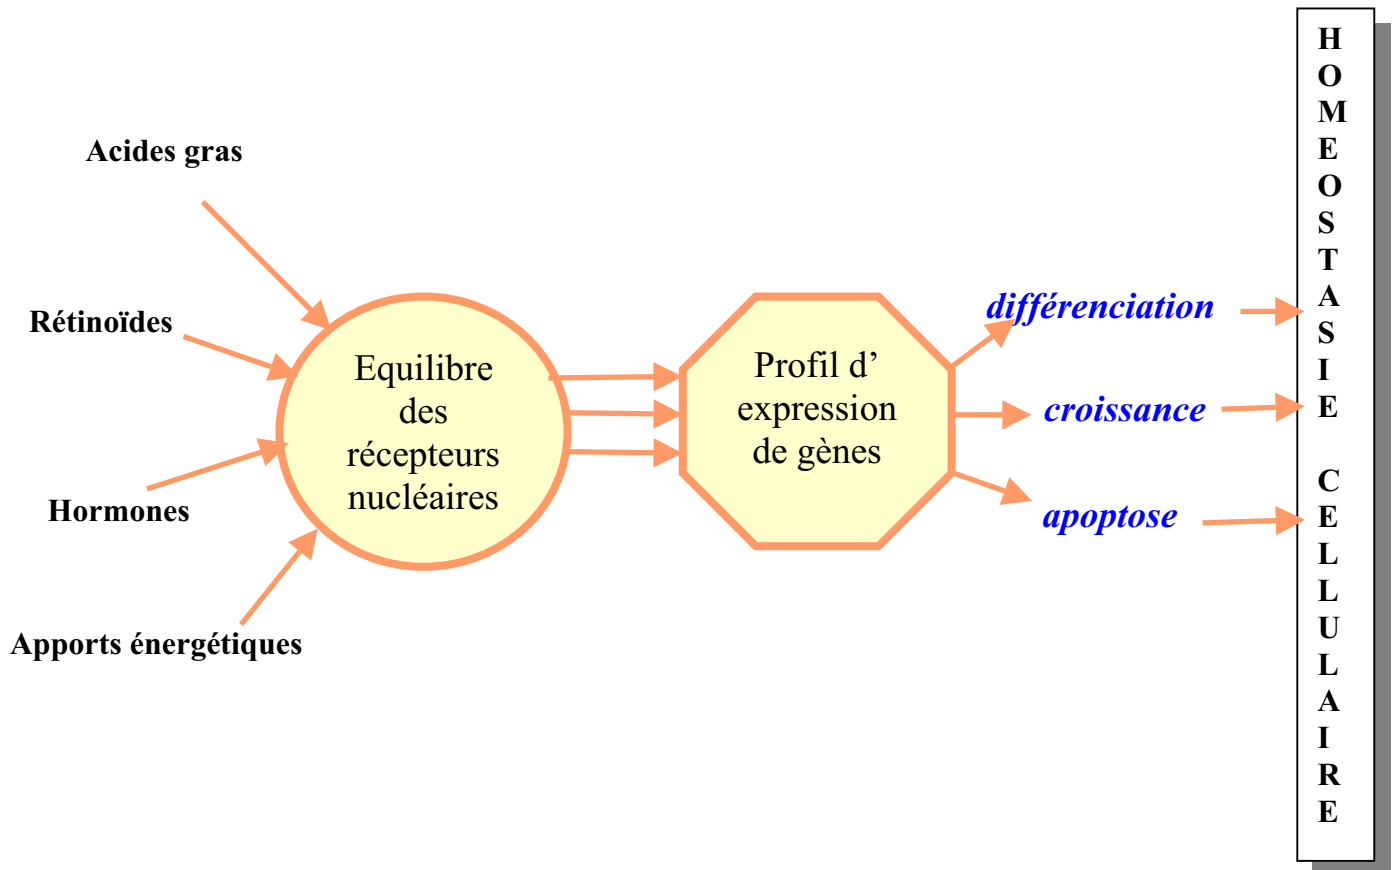 Acides gras
Rétinoïdes
Hormones
Apports énergétiques
Equilibre
des
récepteurs
nucléaires
Profil d’
expression
de gènes
différenciation
croissance
apoptose
HOMEOSTASIE CELLULAIRE